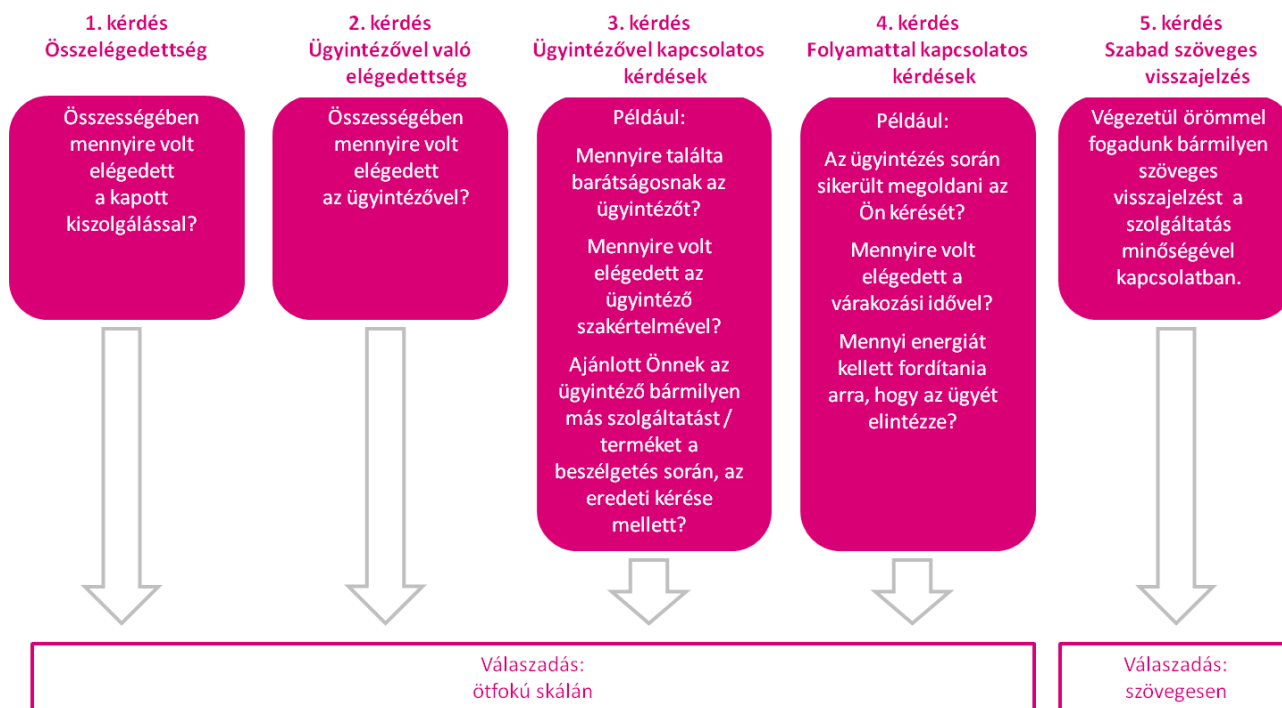 1. kérdés
Összelégedettség
2. kérdés
Ügyintézővel való
elégedettség
3. kérdés
Ügyintézővel kapcsolatos
kérdések
4. kérdés
Folyamattal kapcsolatos
kérdések
5. kérdés
Szabad szöveges
visszajelzés
Összességében
mennyire volt
elégedett
a kapott
kiszolgálással?
Összességében
mennyire volt
elégedett
az ügyintézővel?
Például:
Mennyire találta
barátságosnak az
ügyintézőt?
Mennyire volt
elégedett az
ügyintéző
szakértelmével?
Ajánlott Önnek az
ügyintéző bármilyen
más szolgáltatást /
terméket a
beszélgetés során, az
eredeti kérése
mellett?
Például:
Az ügyintézés során
sikerült megoldani az
Ön kérését?
Mennyire volt
elégedett a
várakozási idővel?
Mennyi energiát
kellett fordítania
arra, hogy az ügyét
elintézze?
Végezetül örömmel
fogadunk bármilyen
szöveges
visszajelzést a
szolgáltatás
minőségével
kapcsolatban.
Válaszadás:
ötfokú skálán
Válaszadás:
szövegesen